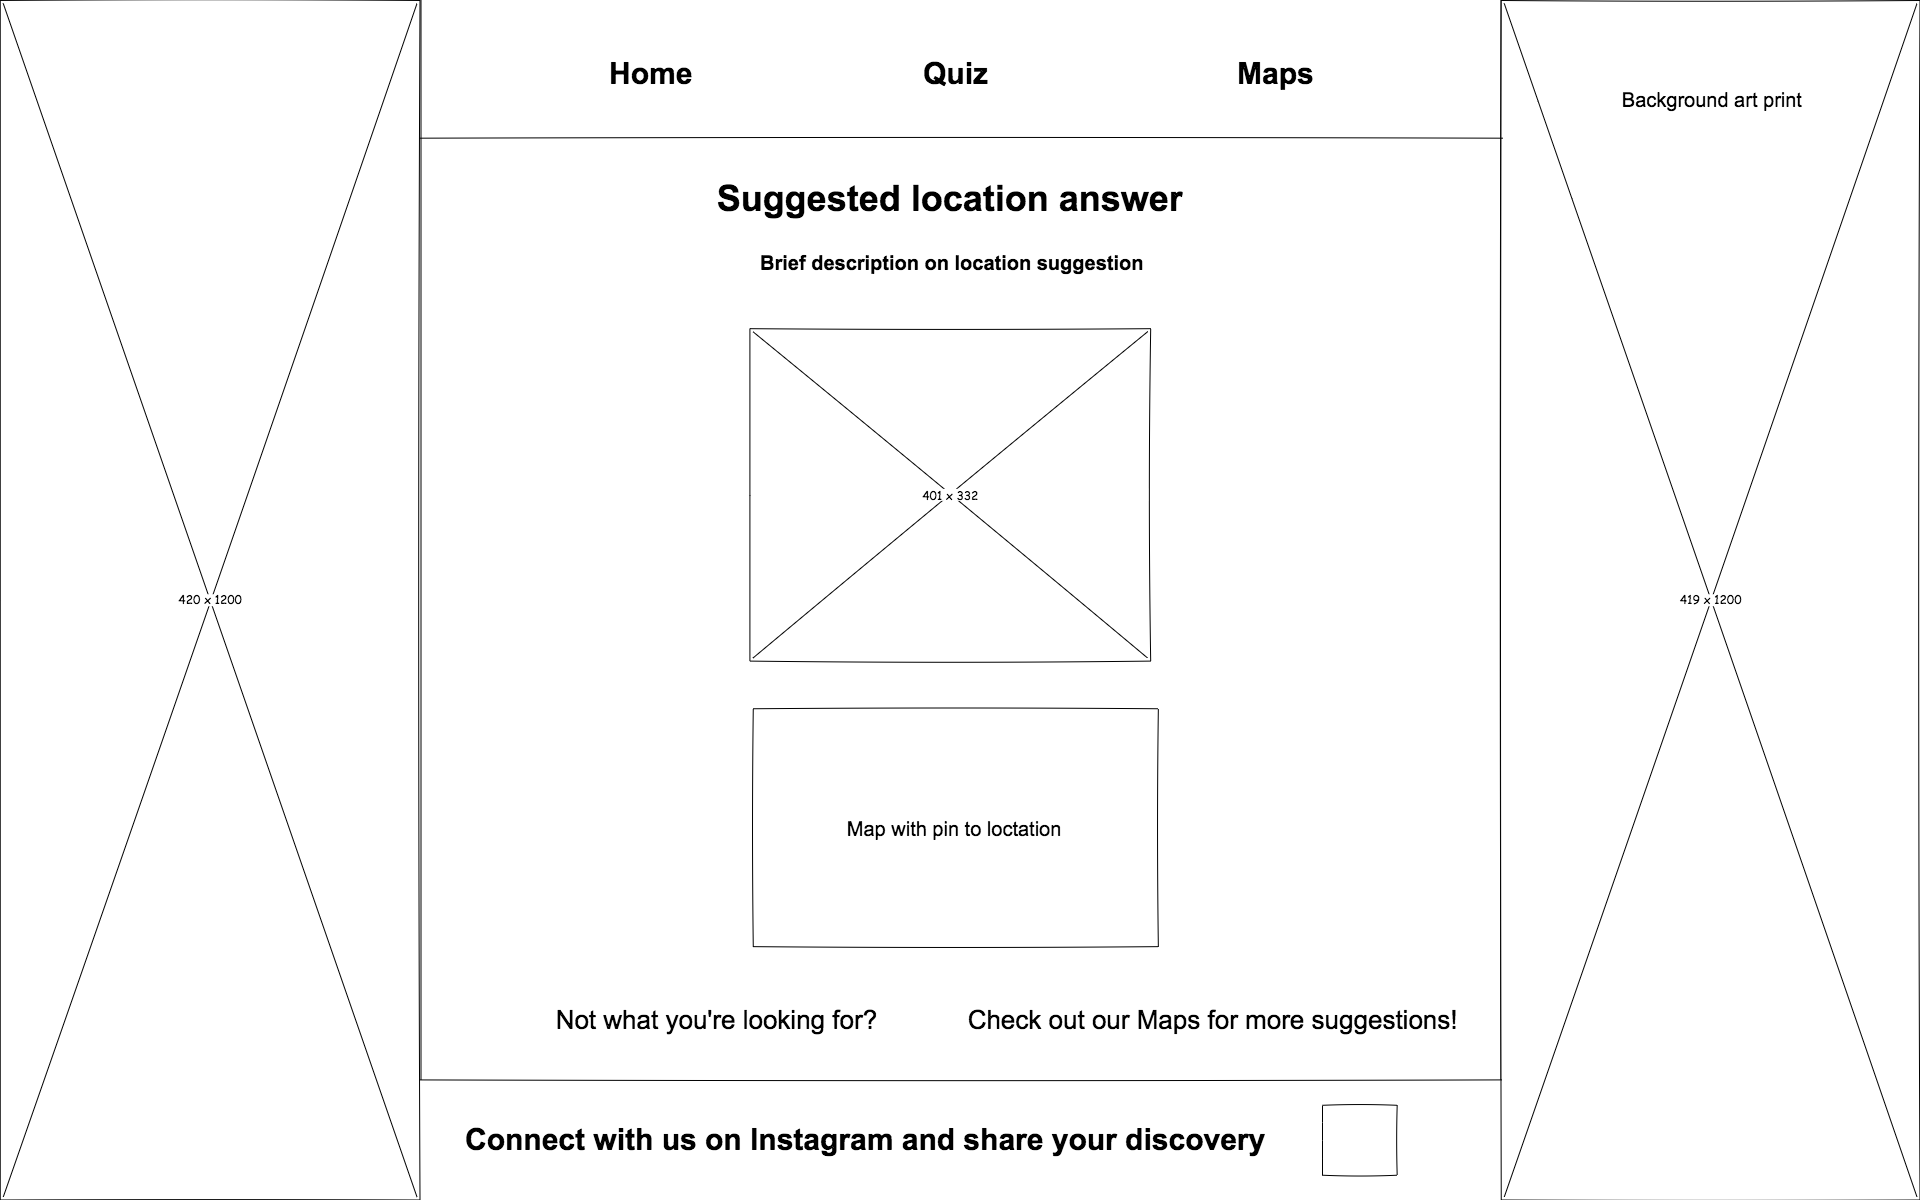 Home
Quiz
Maps
Background art print
Suggested location answer
Brief description on location suggestion
401 x 332
420 x 1200
419 x 1200
Map with pin to loctation
Not what you're looking for?
Check out our Maps for more suggestions!
Connect with us on Instagram and share your discovery